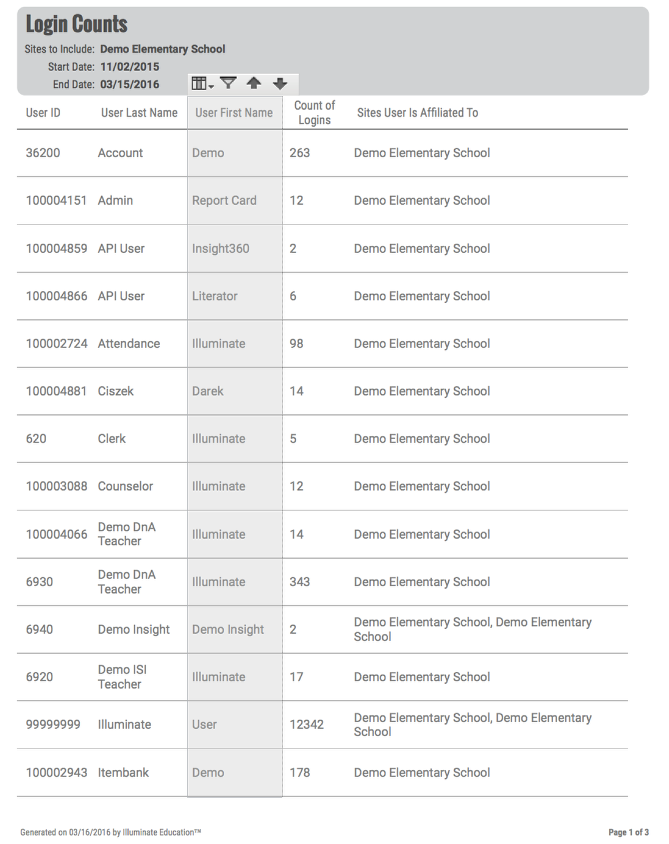 Login Counts
Sites to Include: Demo Elementary School
Start Date: 11/02/2015
End Date: 03/15/2016
User ID User Last Name User First Name Count of Logins Sites User Is Affiliated To
36200 Account Demo 263 Demo Elementary School
100004151 Admin Report Card 12 Demo Elementary School
100004859 API User Insight360 2 Demo Elementary School
100004866 API User Literator 6 Demo Elementary School
100002724 Attendance Illuminate 98 Demo Elementary School
100004881 Ciszek Darek 14 Demo Elementary School
620 Clerk Illuminate 5 Demo Elementary School
100003088 Counselor Illuminate 12 Demo Elementary School
100004066 Demo DnA Teacher Illuminate 14 Demo Elementary School
6930 Demo DnA Teacher Illuminate 343 Demo Elementary School
6940 Demo Insight Demo Insight 2 Demo Elementary School, Demo Elementary School
6920 Demo ISI Teacher Illuminate 17 Demo Elementary School
99999999 Illuminate User 12342 Demo Elementary School, Demo Elementary School
100002943 Itembank Demo 178 Demo Elementary School
Generated on 03/16/2016 by Illuminate Education™ Page 1 of 3